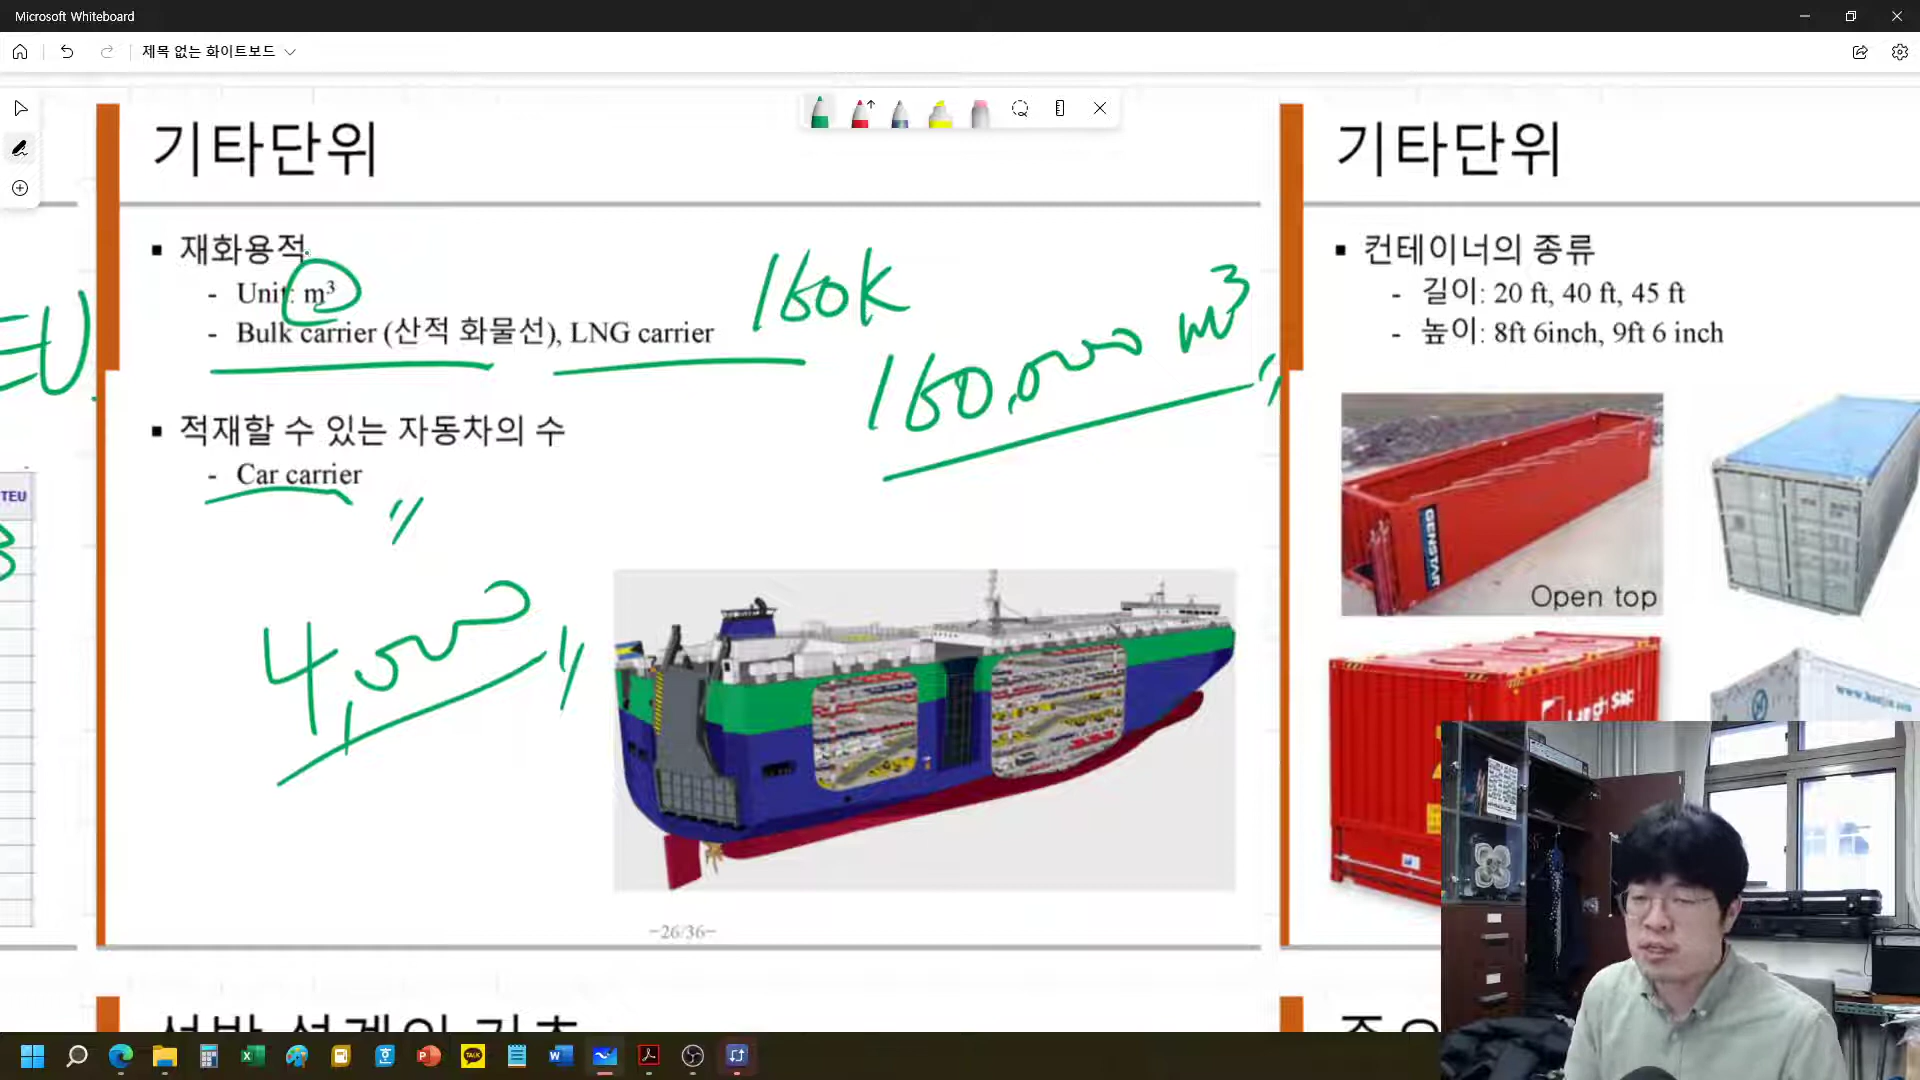 Microsoft Whiteboard
제목 없는 화이트보드
기타단위
재화용적
- Unit: m³
- Bulk carrier (산적 화물선), LNG carrier
160K
160,000 m³
적재할 수 있는 자동차의 수
- Car carrier
4,000
-26/36-
EU
TEU
기타단위
컨테이너의 종류
- 길이: 20 ft, 40 ft, 45 ft
- 높이: 8ft 6inch, 9ft 6 inch
GENSTAR
Open top
TALK